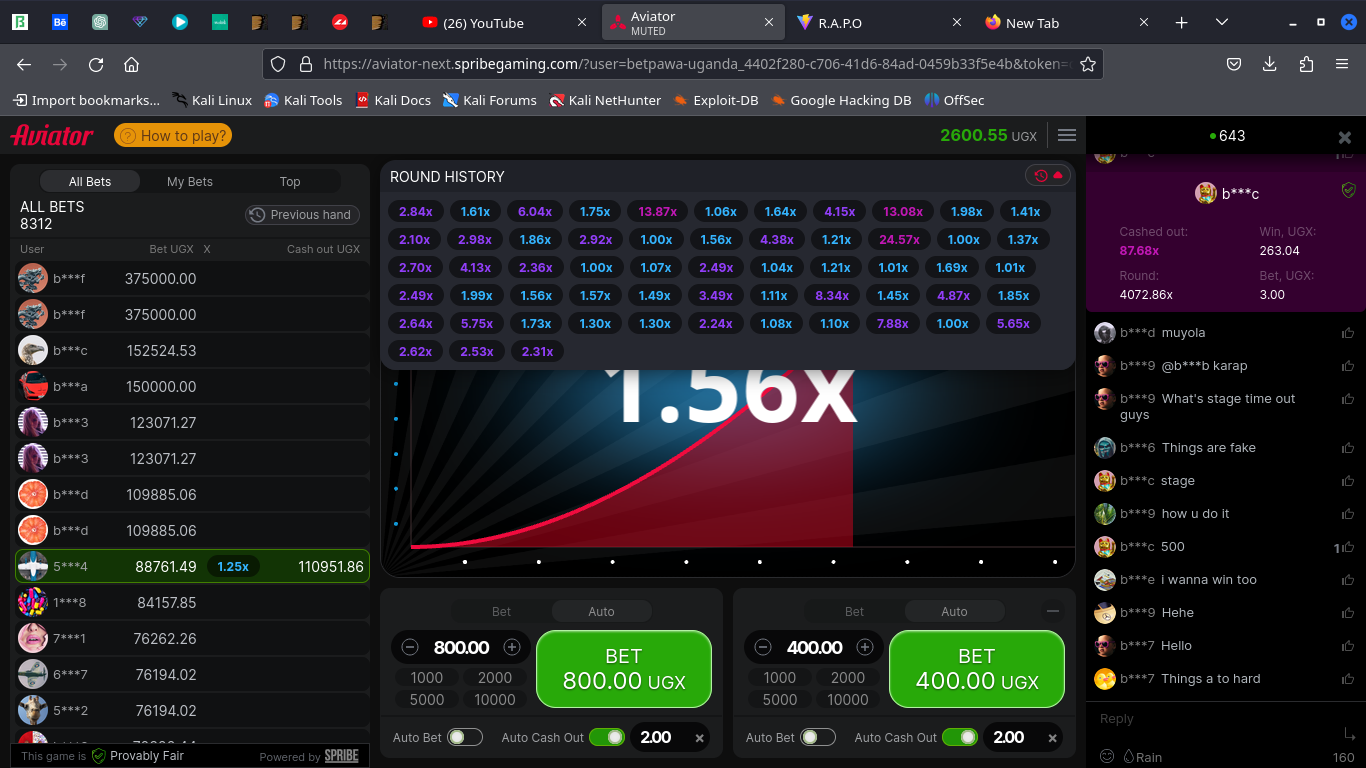 (26) YouTube
Aviator
MUTED
R.A.P.O
New Tab
https://aviator-next.spribegaming.com/?user=betpawa-uganda_4402f280-c706-41d6-84ad-0459b33f5e4b&token=
Import bookmarks... Kali Linux Kali Tools Kali Docs Kali Forums Kali NetHunter Exploit-DB Google Hacking DB OffSec
Aviator ? How to play? 2600.55 UGX
All Bets My Bets Top
ALL BETS
8312
Previous hand
User Bet UGX X Cash out UGX
b***f 375000.00
b***f 375000.00
b***c 152524.53
b***a 150000.00
b***3 123071.27
b***3 123071.27
b***d 109885.06
b***d 109885.06
5***4 88761.49 1.25x 110951.86
1***8 84157.85
7***1 76262.26
6***7 76194.02
5***2 76194.02
This game is Provably Fair Powered by SPRIBE
ROUND HISTORY
2.84x 1.61x 6.04x 1.75x 13.87x 1.06x 1.64x 4.15x 13.08x 1.98x 1.41x
2.10x 2.98x 1.86x 2.92x 1.00x 1.56x 4.38x 1.21x 24.57x 1.00x 1.37x
2.70x 4.13x 2.36x 1.00x 1.07x 2.49x 1.04x 1.21x 1.01x 1.69x 1.01x
2.49x 1.99x 1.56x 1.57x 1.49x 3.49x 1.11x 8.34x 1.45x 4.87x 1.85x
2.64x 5.75x 1.73x 1.30x 1.30x 2.24x 1.08x 1.10x 7.88x 1.00x 5.65x
2.62x 2.53x 2.31x
1.56x
Bet Auto
800.00
1000 2000
5000 10000
BET
800.00 UGX
Auto Bet Auto Cash Out 2.00
Bet Auto
400.00
1000 2000
5000 10000
BET
400.00 UGX
Auto Bet Auto Cash Out 2.00
643
b***c
Cashed out: Win, UGX:
87.68x 263.04
Round: Bet, UGX:
4072.86x 3.00
b***d muyola
b***9 @b***b karap
b***9 What's stage time out
guys
b***6 Things are fake
b***c stage
b***9 how u do it
b***c 500 1
b***e i wanna win too
b***9 Hehe
b***7 Hello
b***7 Things a to hard
Reply
Rain 160